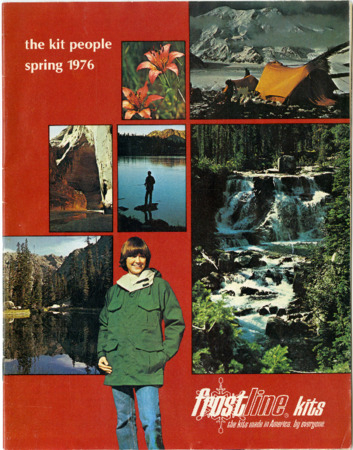 the kit people
spring 1976
frostline® kits
the kits made in America. by everyone.